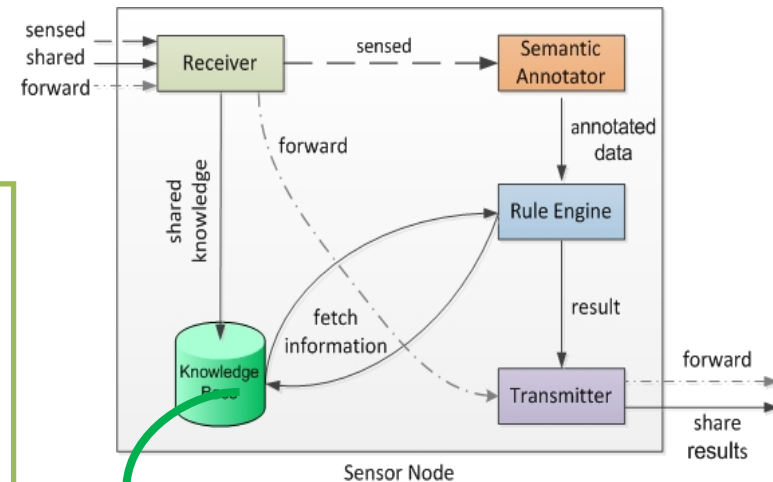 sensed
shared
forward
Receiver
sensed
Semantic
Annotator
forward
annotated
data
shared
knowledge
Rule Engine
fetch
information
result
Knowledge
Transmitter
forward
share
results
Sensor Node